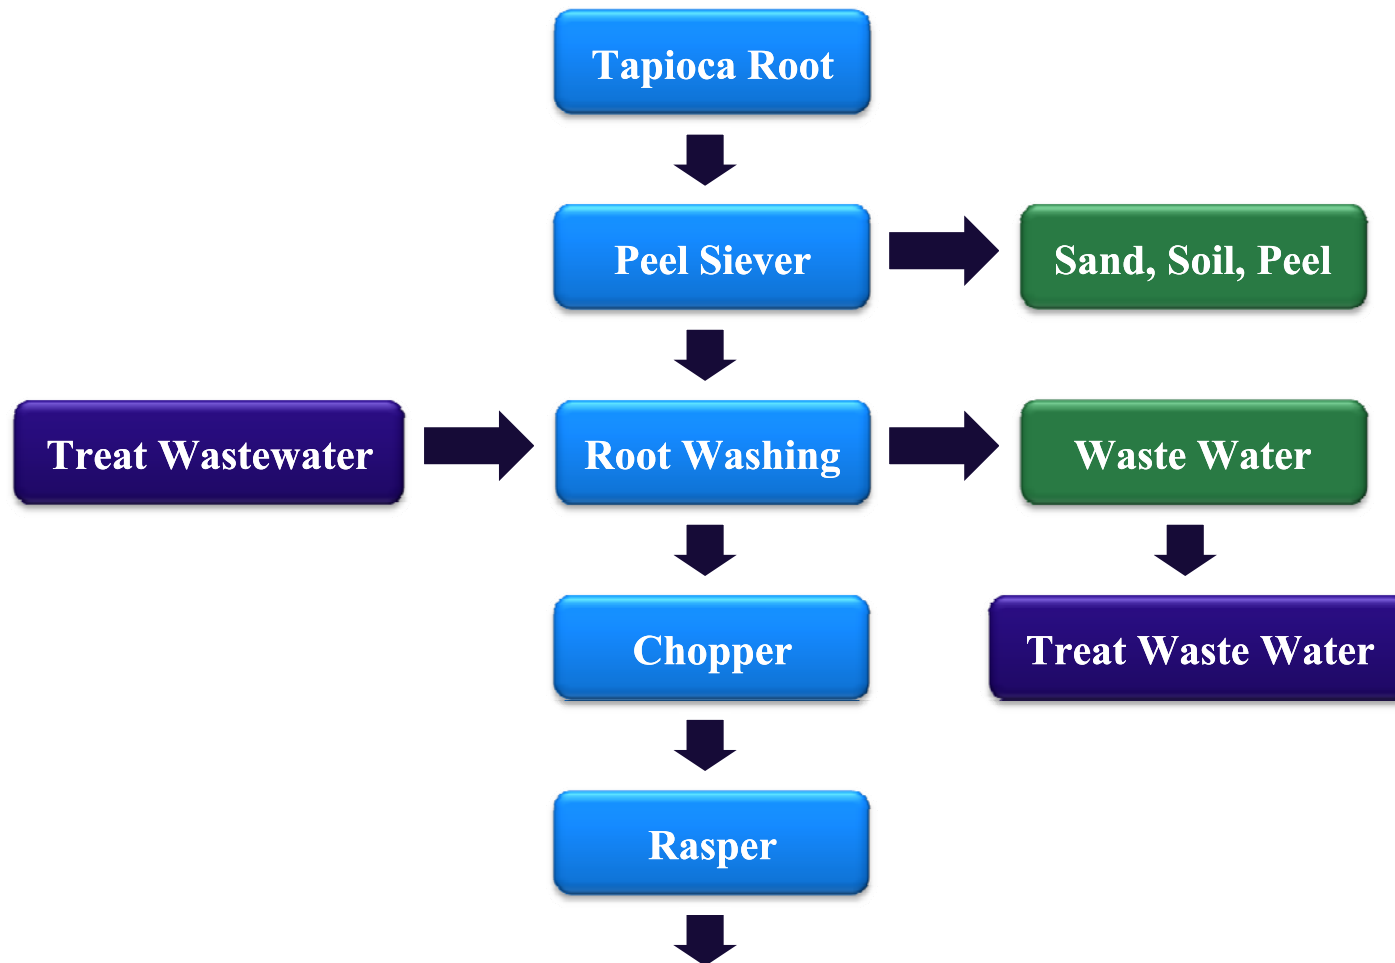 Tapioca Root
Peel Siever
Sand, Soil, Peel
Treat Wastewater
Root Washing
Waste Water
Chopper
Treat Waste Water
Rasper